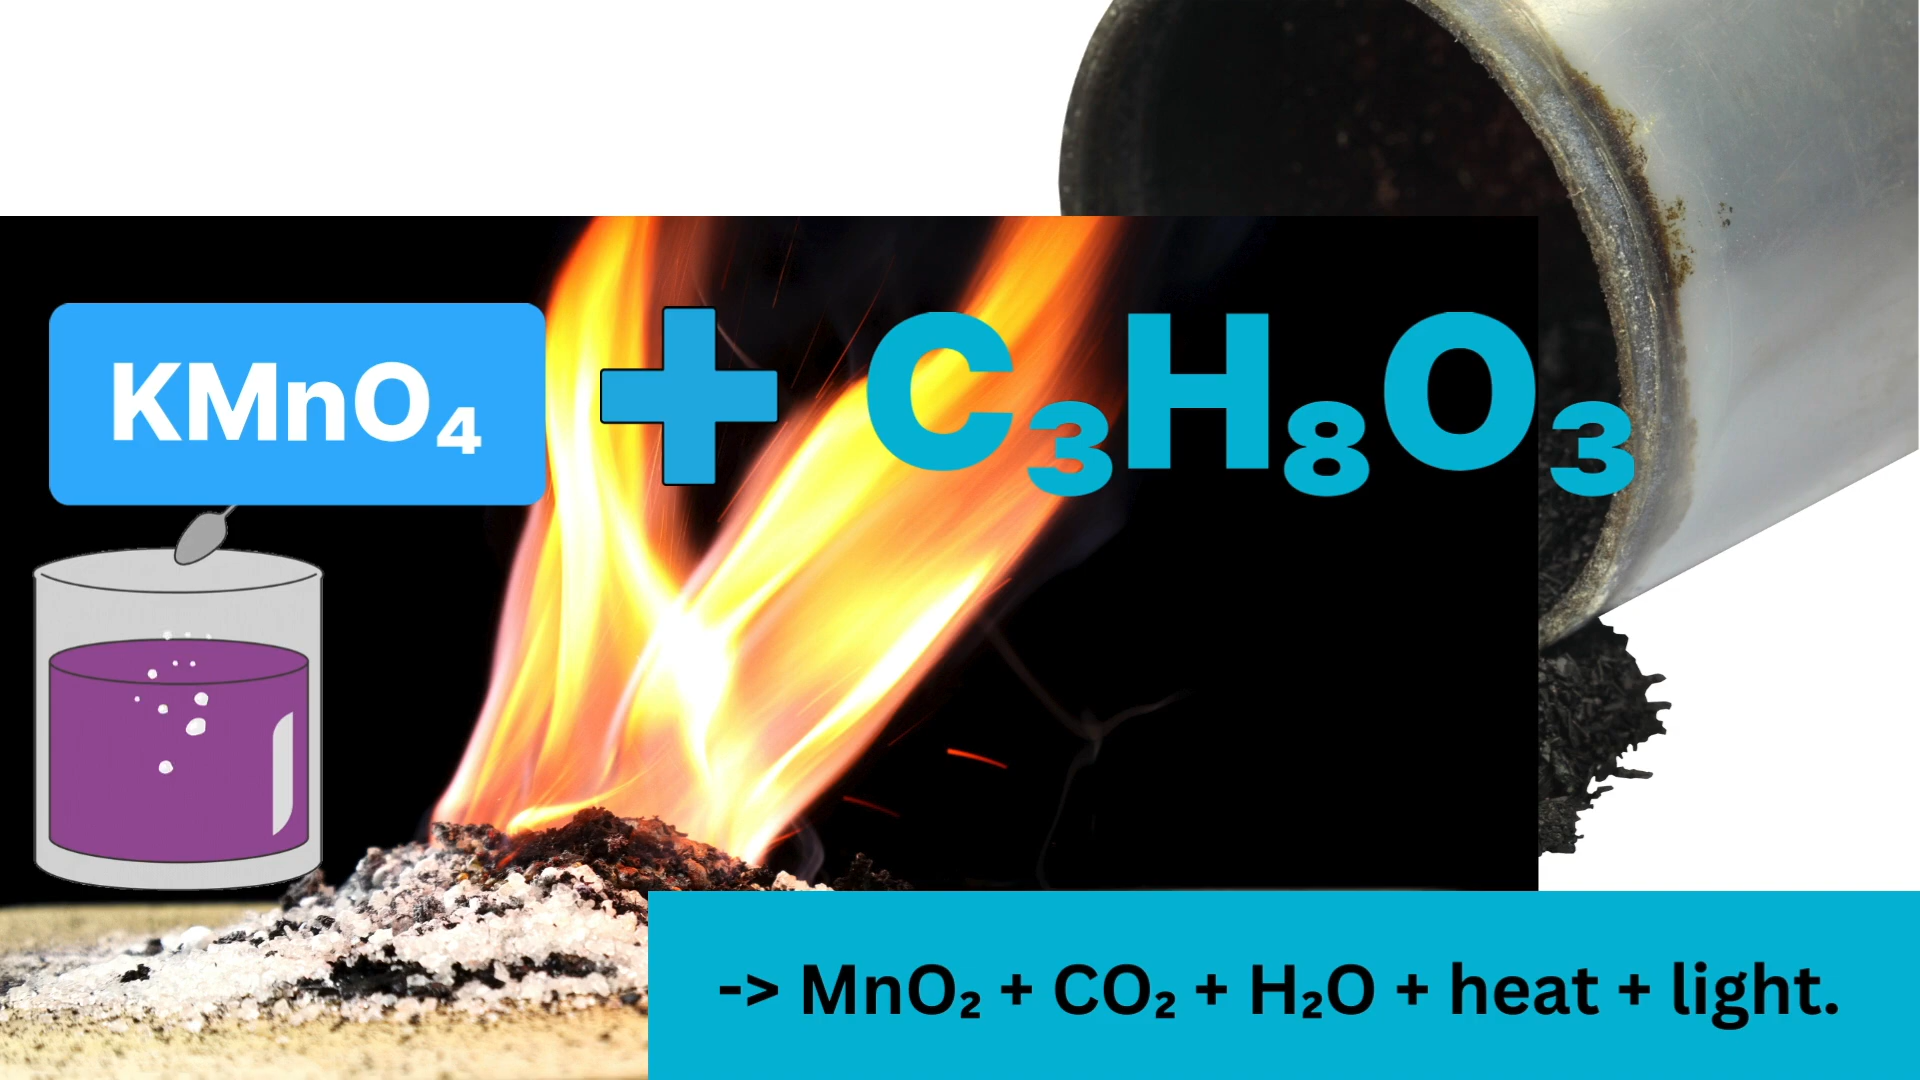 KMnO₄ + C₃H₈O₃
-> MnO₂ + CO₂ + H₂O + heat + light.